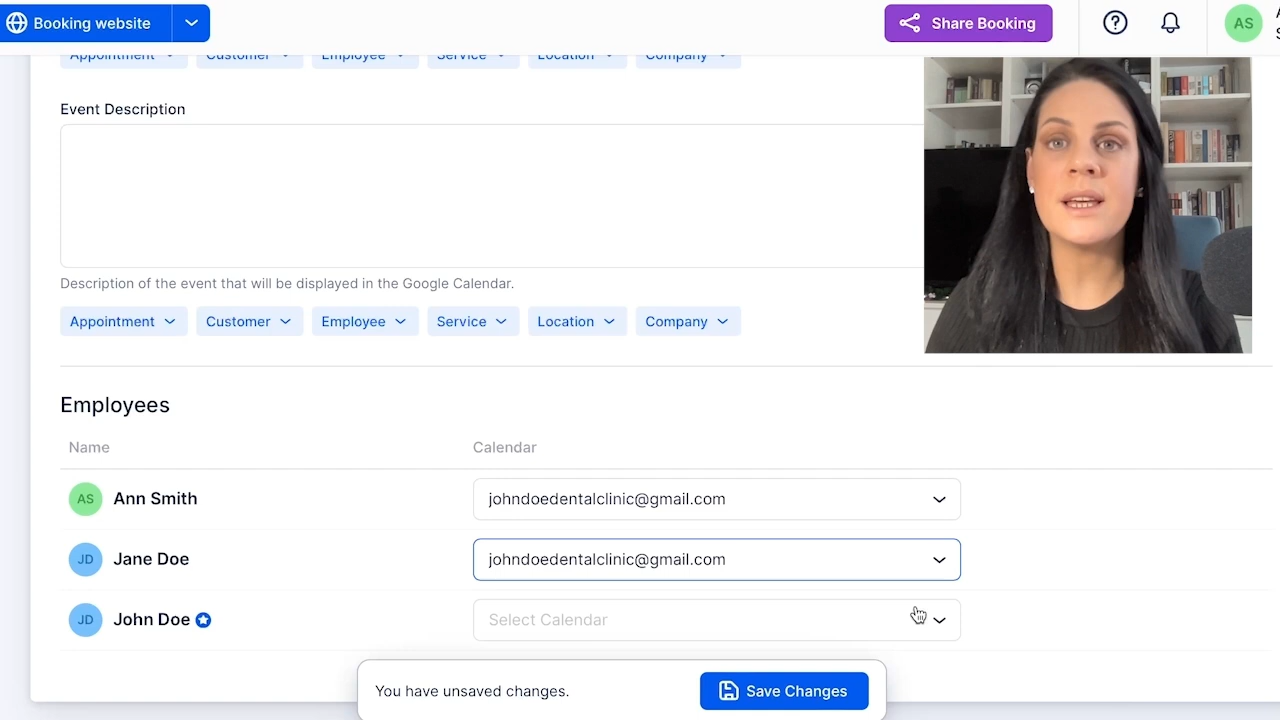 Booking website
Share Booking
AS
Appointment Customer Employee Service Location Company
Event Description
Description of the event that will be displayed in the Google Calendar.
Appointment Customer Employee Service Location Company
Employees
Name Calendar
AS Ann Smith johndoedentalclinic@gmail.com
JD Jane Doe johndoedentalclinic@gmail.com
JD John Doe Select Calendar
You have unsaved changes. Save Changes